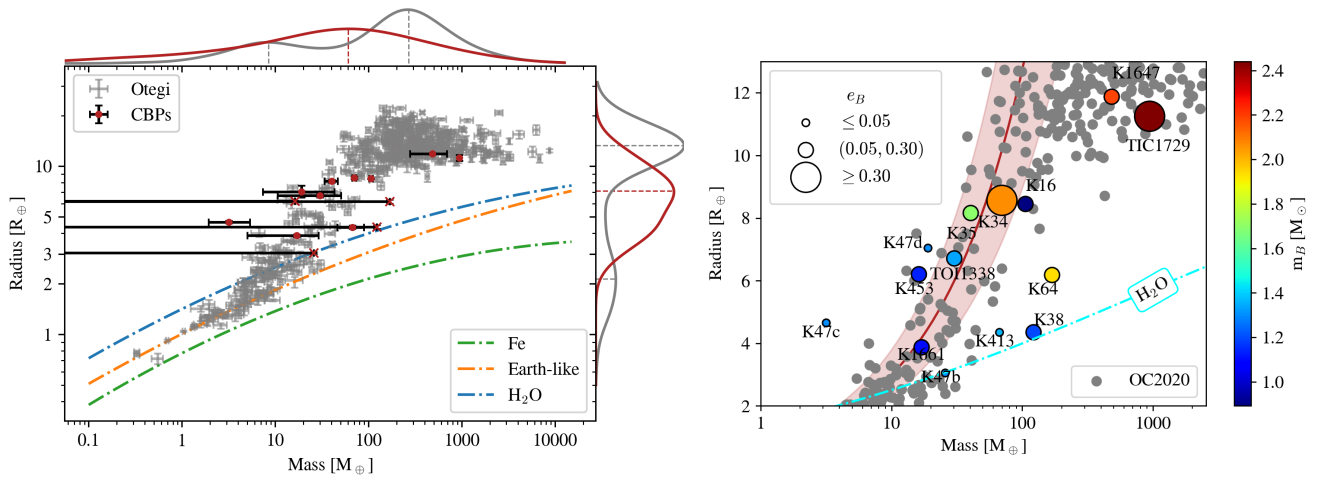 Otegi
CBPs
10
5
3
2
1
Radius [R⊕]
Fe
Earth-like
H₂O
0.1
1
10
100
1000
10000
Mass [M⊕]
e_B
≤ 0.05
(0.05, 0.30)
≥ 0.30
K1647
TIC1729
K16
K34
K35
K47d
TOI1338
K453
K64
H₂O
K47c
K38
K413
K1661
K47b
OC2020
12
10
8
6
4
2
Radius [R⊕]
1
10
100
1000
Mass [M⊕]
2.4
2.2
2.0
1.8
1.6
1.4
1.2
1.0
m_B [M⊙]